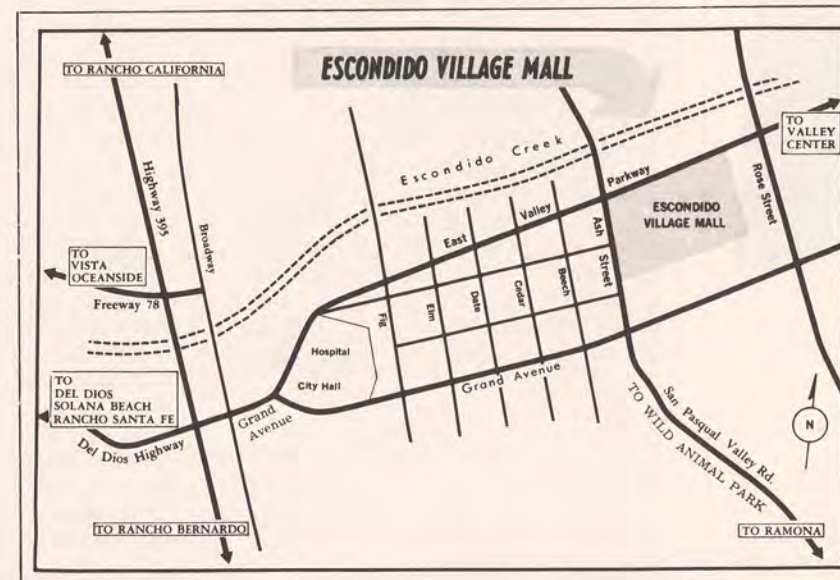 ESCONDIDO VILLAGE MALL
TO RANCHO CALIFORNIA
Highway 395
Broadway
TO
VISTA
OCEANSIDE
Freeway 78
TO
DEL DIOS
SOLANA BEACH
RANCHO SANTA FE
Del Dios Highway
TO RANCHO BERNARDO
Grand
Avenue
Hospital
City Hall
Escondido Creek
East Valley Parkway
Fig
Elm
Date
Cedar
Beech
Ash Street
Grand Avenue
ESCONDIDO
VILLAGE MALL
Rose Street
TO
VALLEY
CENTER
San Pasqual Valley Rd.
TO WILD ANIMAL PARK
N
TO RAMONA